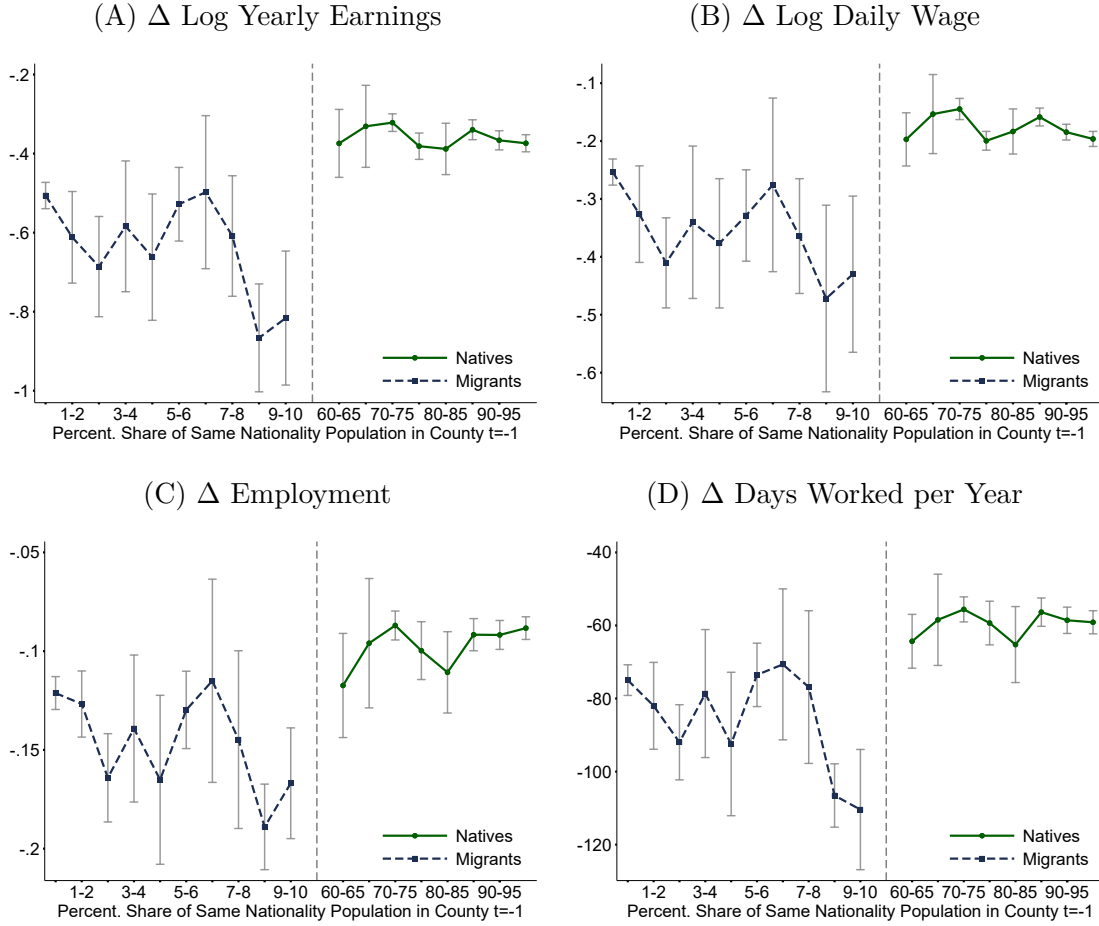 (A) Δ Log Yearly Earnings
-.2
-.4
-.6
-.8
-1
Natives
Migrants
1-2 3-4 5-6 7-8 9-10 60-65 70-75 80-85 90-95
Percent. Share of Same Nationality Population in County t=-1
(B) Δ Log Daily Wage
-.1
-.2
-.3
-.4
-.5
-.6
Natives
Migrants
1-2 3-4 5-6 7-8 9-10 60-65 70-75 80-85 90-95
Percent. Share of Same Nationality Population in County t=-1
(C) Δ Employment
-.05
-.1
-.15
-.2
Natives
Migrants
1-2 3-4 5-6 7-8 9-10 60-65 70-75 80-85 90-95
Percent. Share of Same Nationality Population in County t=-1
(D) Δ Days Worked per Year
-40
-60
-80
-100
-120
Natives
Migrants
1-2 3-4 5-6 7-8 9-10 60-65 70-75 80-85 90-95
Percent. Share of Same Nationality Population in County t=-1